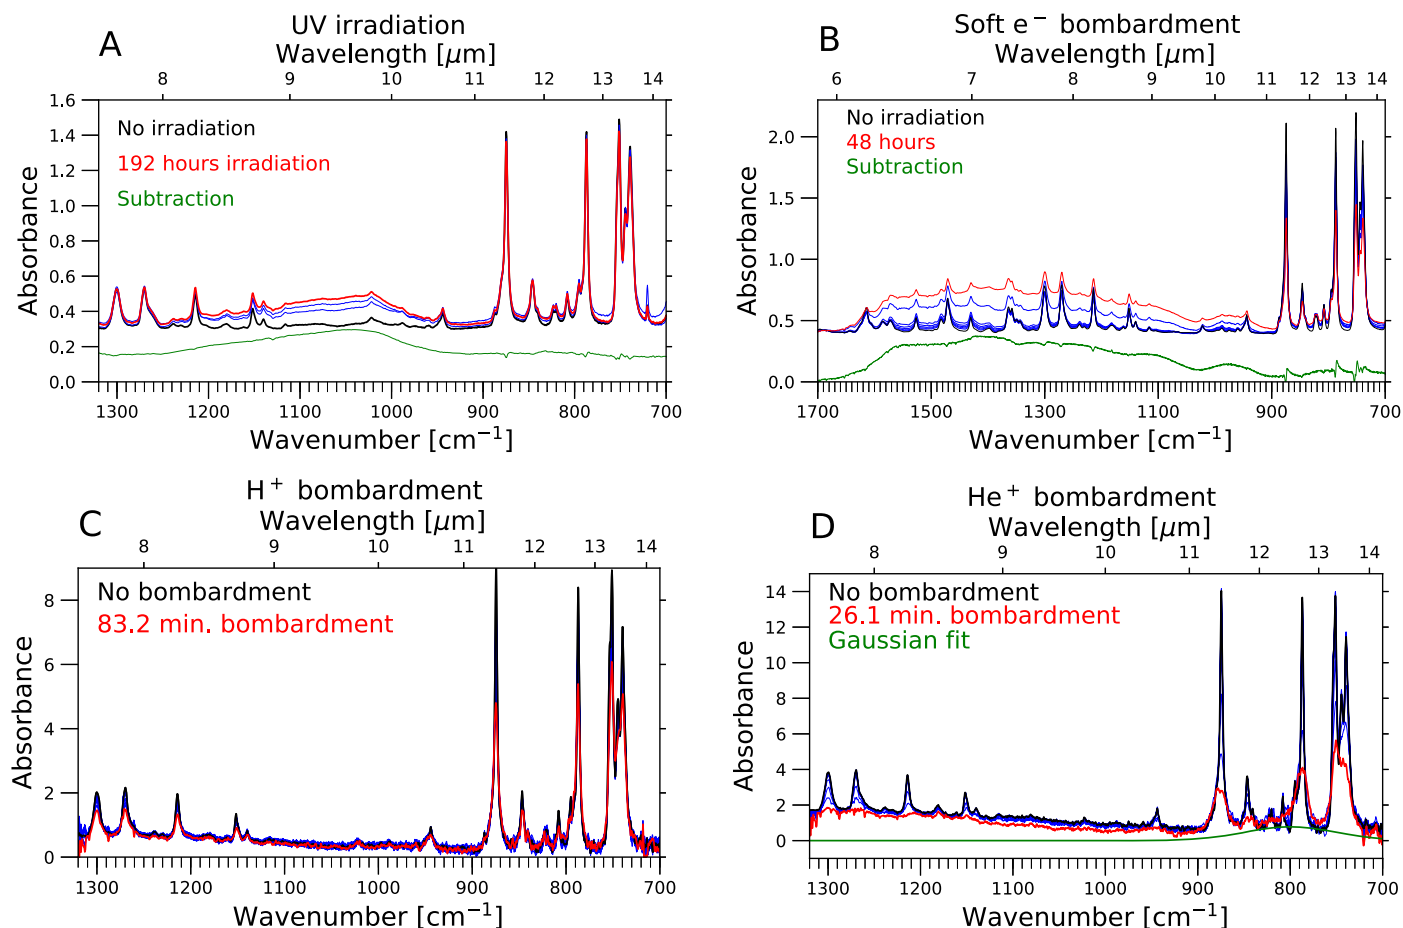 A
UV irradiation
Wavelength [μm]
8 9 10 11 12 13 14
1.6
1.4
1.2
1.0
0.8
0.6
0.4
0.2
0.0
Absorbance
No irradiation
192 hours irradiation
Subtraction
1300 1200 1100 1000 900 800 700
Wavenumber [cm⁻¹]
B
Soft e⁻ bombardment
Wavelength [μm]
6 7 8 9 10 11 12 13 14
2.0
1.5
1.0
0.5
0.0
Absorbance
No irradiation
48 hours
Subtraction
1700 1500 1300 1100 900 700
Wavenumber [cm⁻¹]
C
H⁺ bombardment
Wavelength [μm]
8 9 10 11 12 13 14
8
6
4
2
0
Absorbance
No bombardment
83.2 min. bombardment
1300 1200 1100 1000 900 800 700
Wavenumber [cm⁻¹]
D
He⁺ bombardment
Wavelength [μm]
8 9 10 11 12 13 14
14
12
10
8
6
4
2
0
Absorbance
No bombardment
26.1 min. bombardment
Gaussian fit
1300 1200 1100 1000 900 800 700
Wavenumber [cm⁻¹]